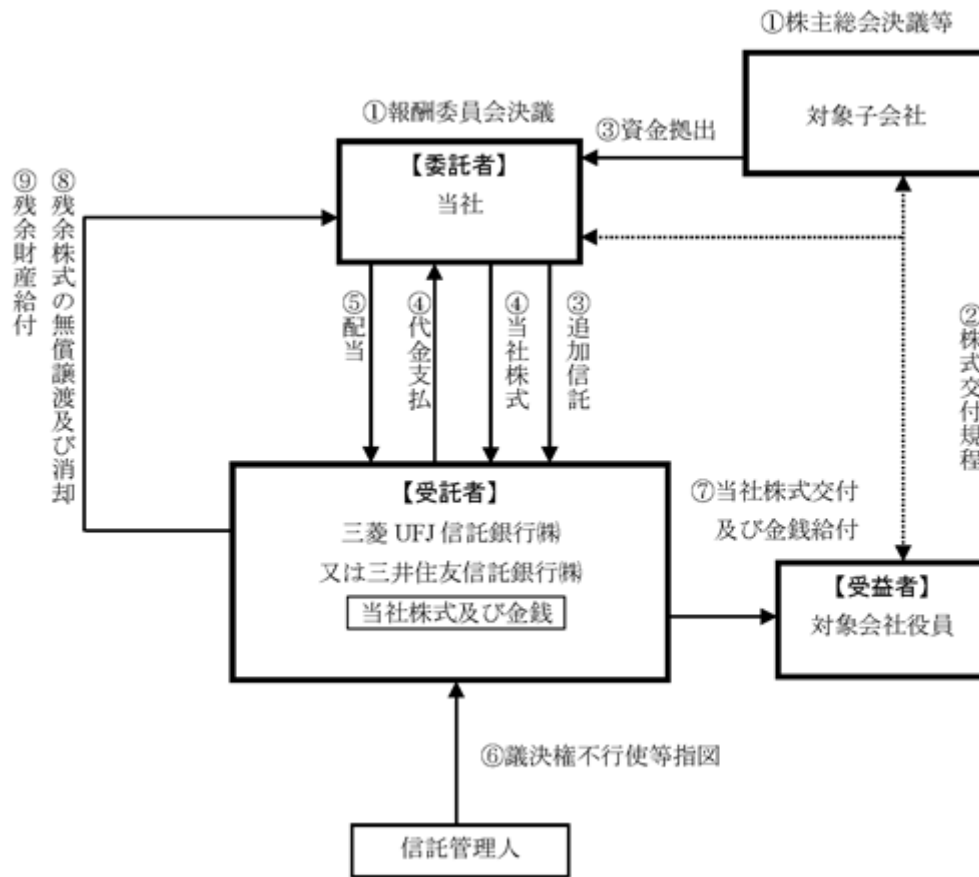 ①株主総会決議等
対象子会社
①報酬委員会決議
③資金拠出
【委託者】
当社
⑨残余財産給付
⑧残余株式の無償譲渡及び消却
⑤配当
④代金支払
④当社株式
③追加信託
②株式交付規程
【受託者】
三菱 UFJ 信託銀行㈱
又は三井住友信託銀行㈱
当社株式及び金銭
⑦当社株式交付
及び金銭給付
【受益者】
対象会社役員
⑥議決権不行使等指図
信託管理人